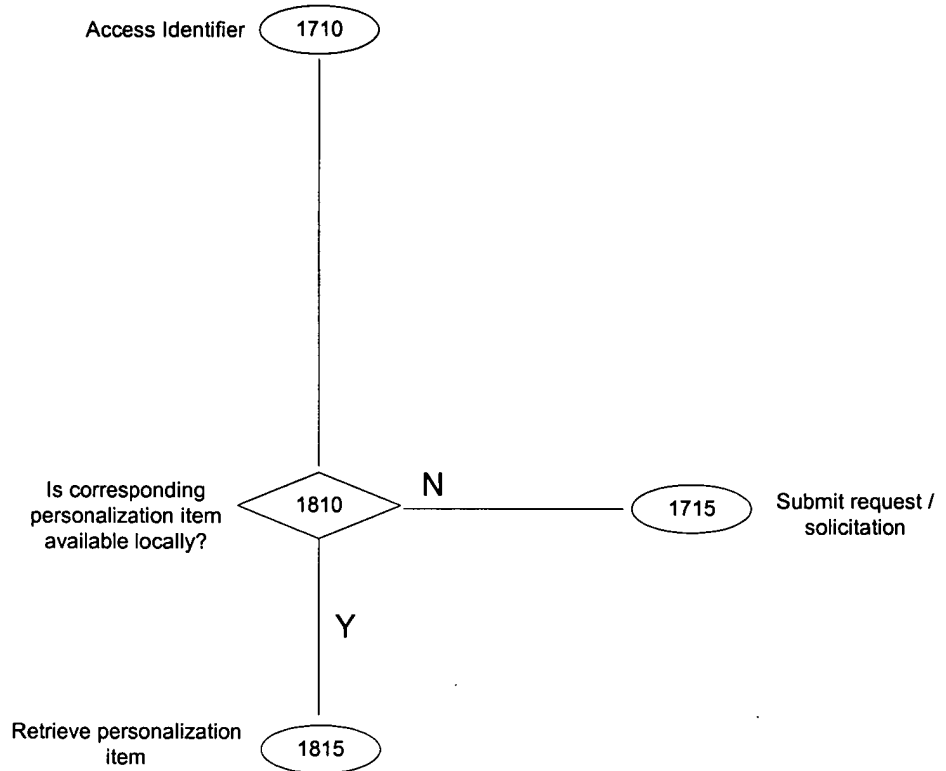 Access Identifier
1710
Is corresponding
personalization item
available locally?
1810
N
1715
Submit request /
solicitation
Y
Retrieve personalization
item
1815